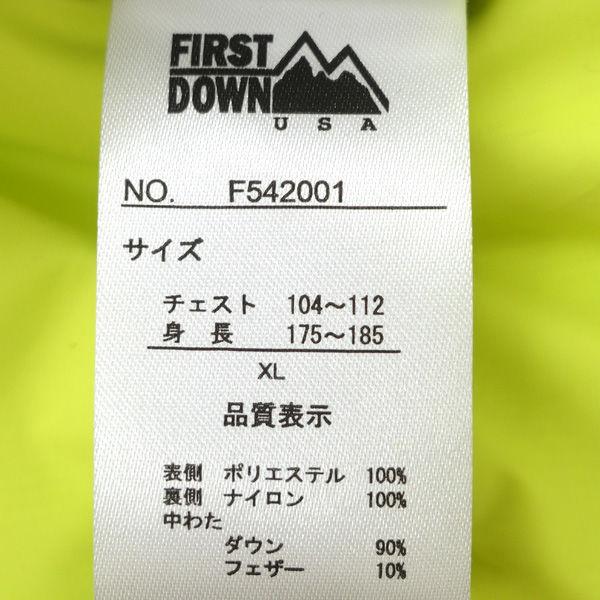 FIRST
DOWN
USA
NO. F542001
サイズ
チェスト 104～112
身 長 175～185
XL
品質表示
表側 ポリエステル 100%
裏側 ナイロン 100%
中わた
ダウン 90%
フェザー 10%